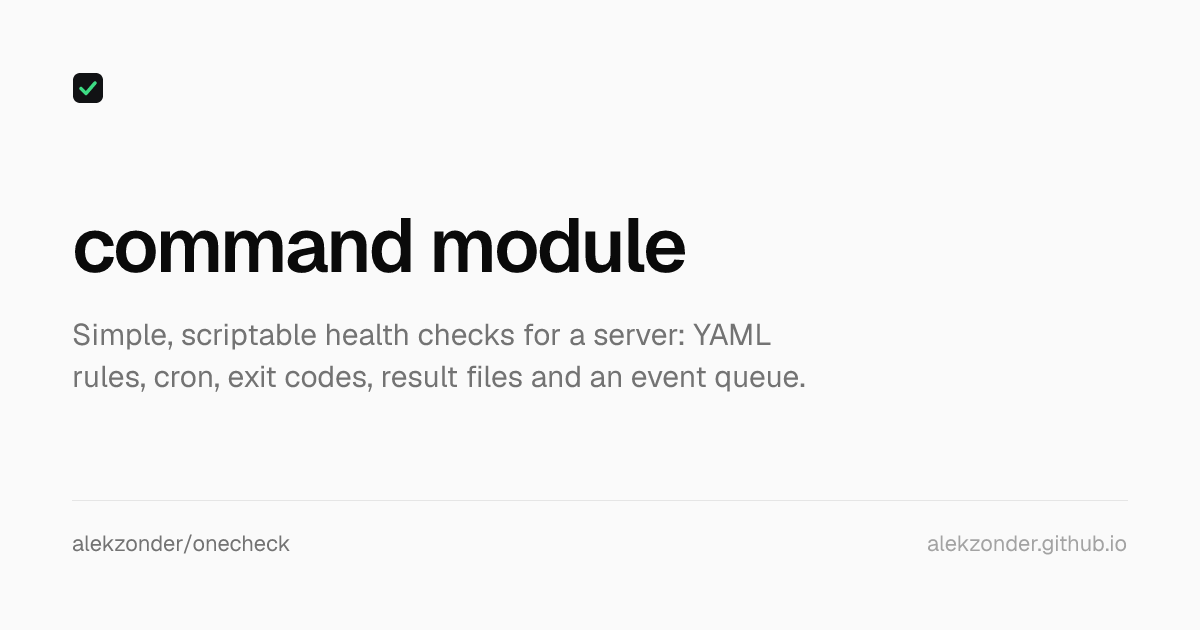 command module
Simple, scriptable health checks for a server: YAML
rules, cron, exit codes, result files and an event queue.
alekzonder/onecheck
alekzonder.github.io